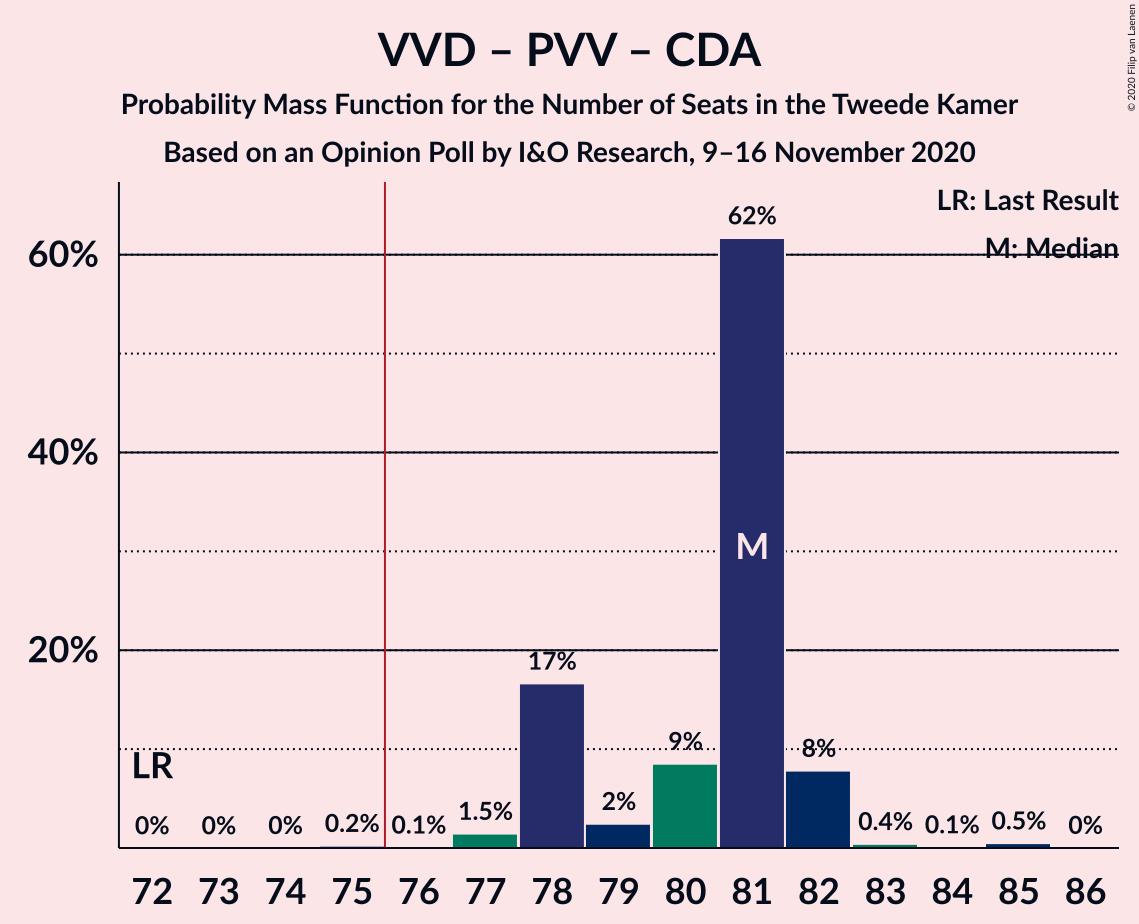 VVD – PVV – CDA
Probability Mass Function for the Number of Seats in the Tweede Kamer
Based on an Opinion Poll by I&O Research, 9–16 November 2020
© 2020 Filip van Laenen
LR: Last Result
M: Median
60%
40%
20%
62%
M
17%
9%
8%
LR
2%
1.5%
0% 0% 0% 0.2% 0.1% 0.4% 0.1% 0.5% 0%
72 73 74 75 76 77 78 79 80 81 82 83 84 85 86